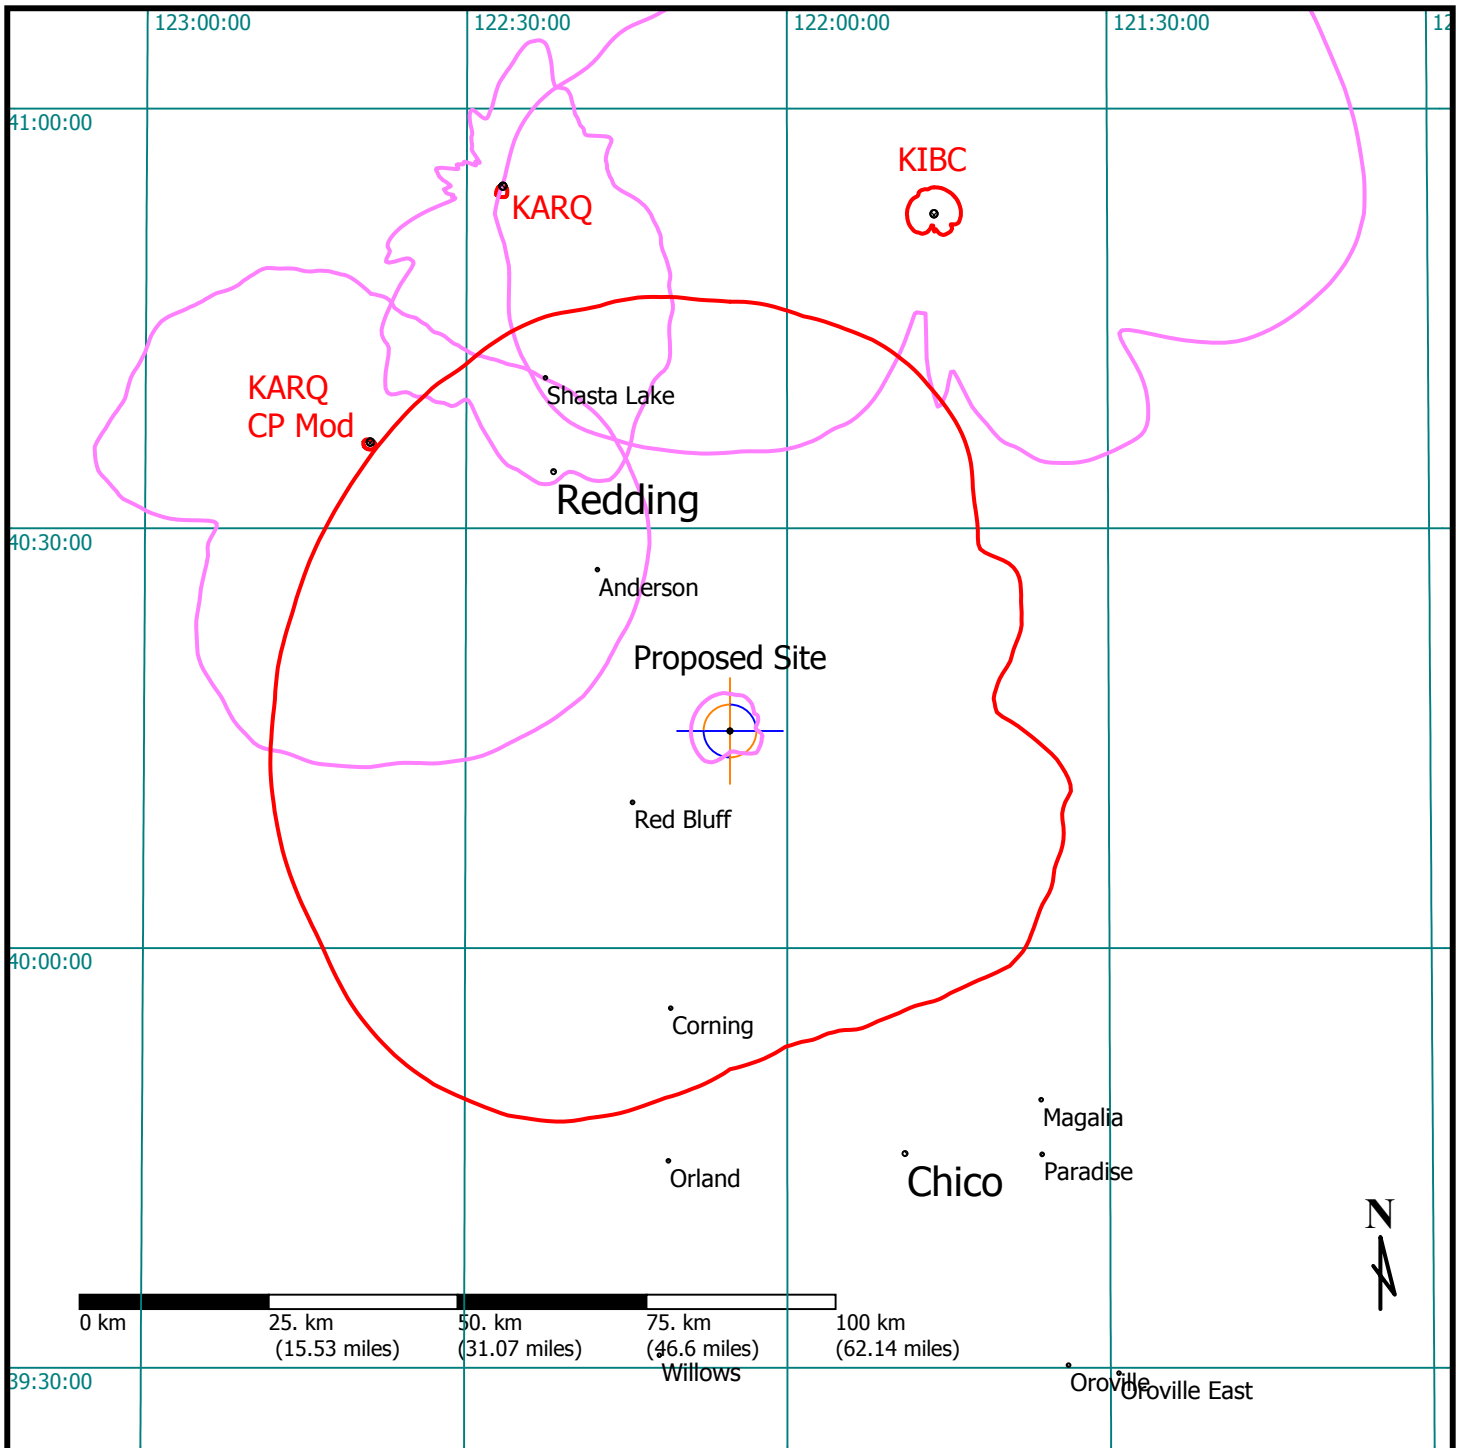 123:00:00
122:30:00
122:00:00
121:30:00
12
41:00:00
KIBC
KARQ
KARQ
CP Mod
Shasta Lake
Redding
40:30:00
Anderson
Proposed Site
Red Bluff
40:00:00
Corning
Magalia
Orland
Chico
Paradise
N
0 km
25. km
50. km
75. km
100 km
(15.53 miles)
(31.07 miles)
(46.6 miles)
(62.14 miles)
Willows
39:30:00
Oroville
Oroville East